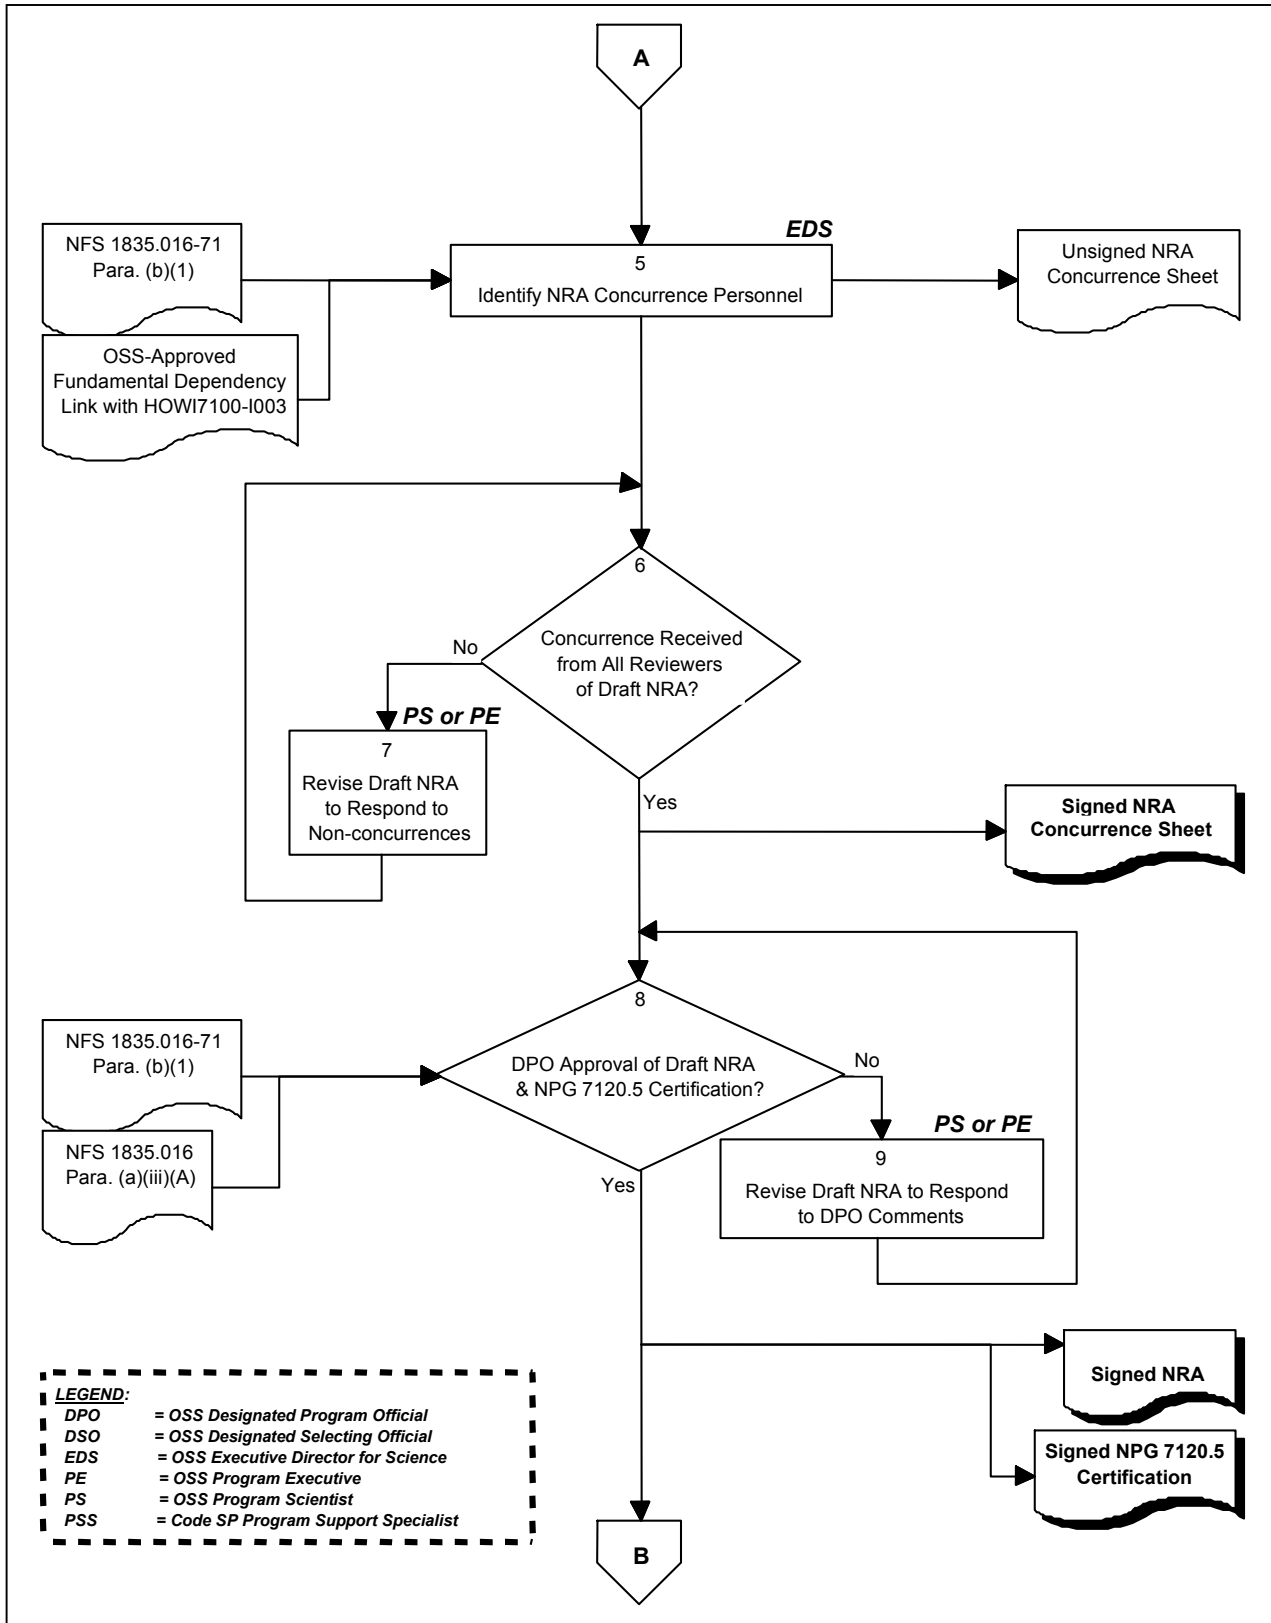 A
EDS
NFS 1835.016-71
Para. (b)(1)
5
Identify NRA Concurrence Personnel
Unsigned NRA
Concurrence Sheet
OSS-Approved
Fundamental Dependency
Link with HOWI7100-I003
6
Concurrence Received
from All Reviewers
of Draft NRA?
No
PS or PE
7
Revise Draft NRA
to Respond to
Non-concurrences
Yes
Signed NRA
Concurrence Sheet
8
DPO Approval of Draft NRA
& NPG 7120.5 Certification?
NFS 1835.016-71
Para. (b)(1)
NFS 1835.016
Para. (a)(iii)(A)
No
PS or PE
9
Revise Draft NRA to Respond
to DPO Comments
Yes
Signed NRA
Signed NPG 7120.5
Certification
LEGEND:
DPO = OSS Designated Program Official
DSO = OSS Designated Selecting Official
EDS = OSS Executive Director for Science
PE = OSS Program Executive
PS = OSS Program Scientist
PSS = Code SP Program Support Specialist
B